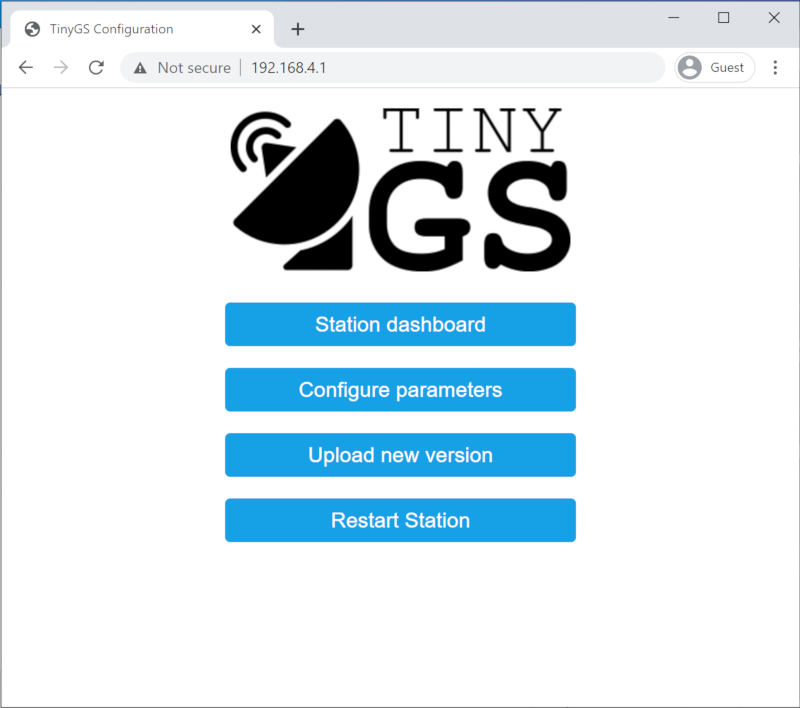 TinyGS Configuration
Not secure | 192.168.4.1
Guest
TINY
GS
Station dashboard
Configure parameters
Upload new version
Restart Station